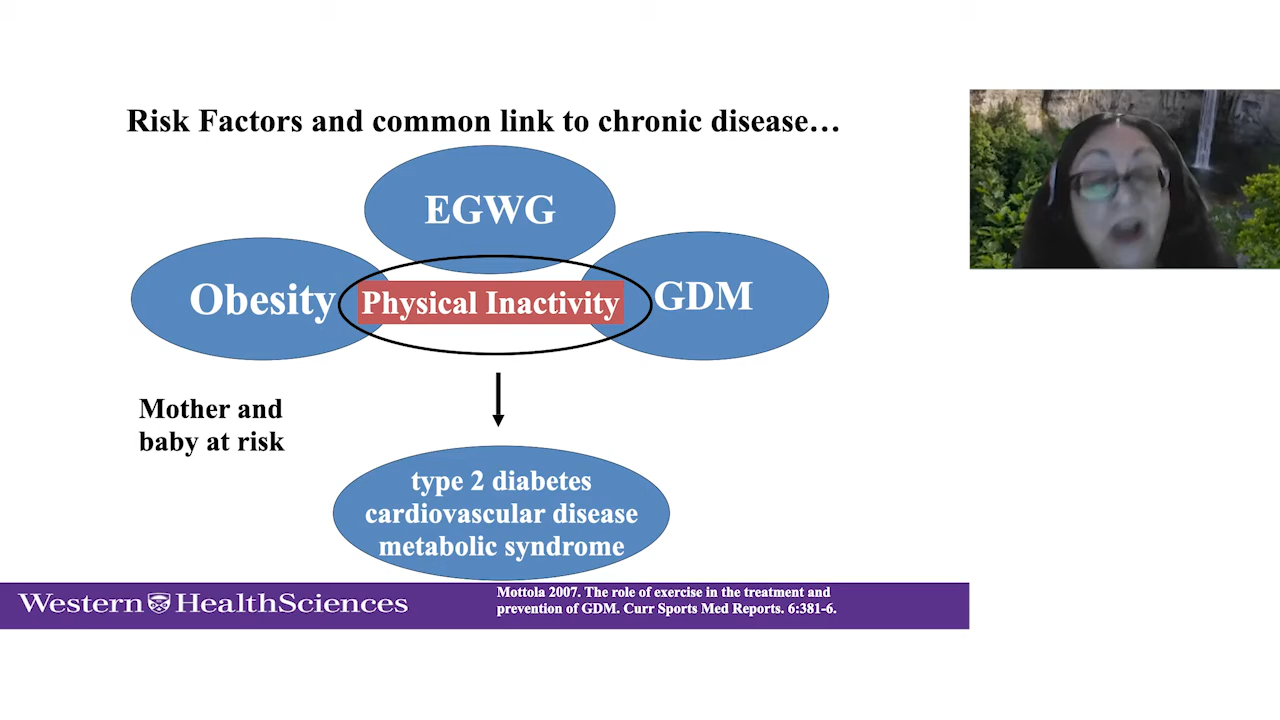 Risk Factors and common link to chronic disease…
EGWG
Obesity
Physical Inactivity
GDM
Mother and
baby at risk
type 2 diabetes
cardiovascular disease
metabolic syndrome
Western HealthSciences
Mottola 2007. The role of exercise in the treatment and
prevention of GDM. Curr Sports Med Reports. 6:381-6.